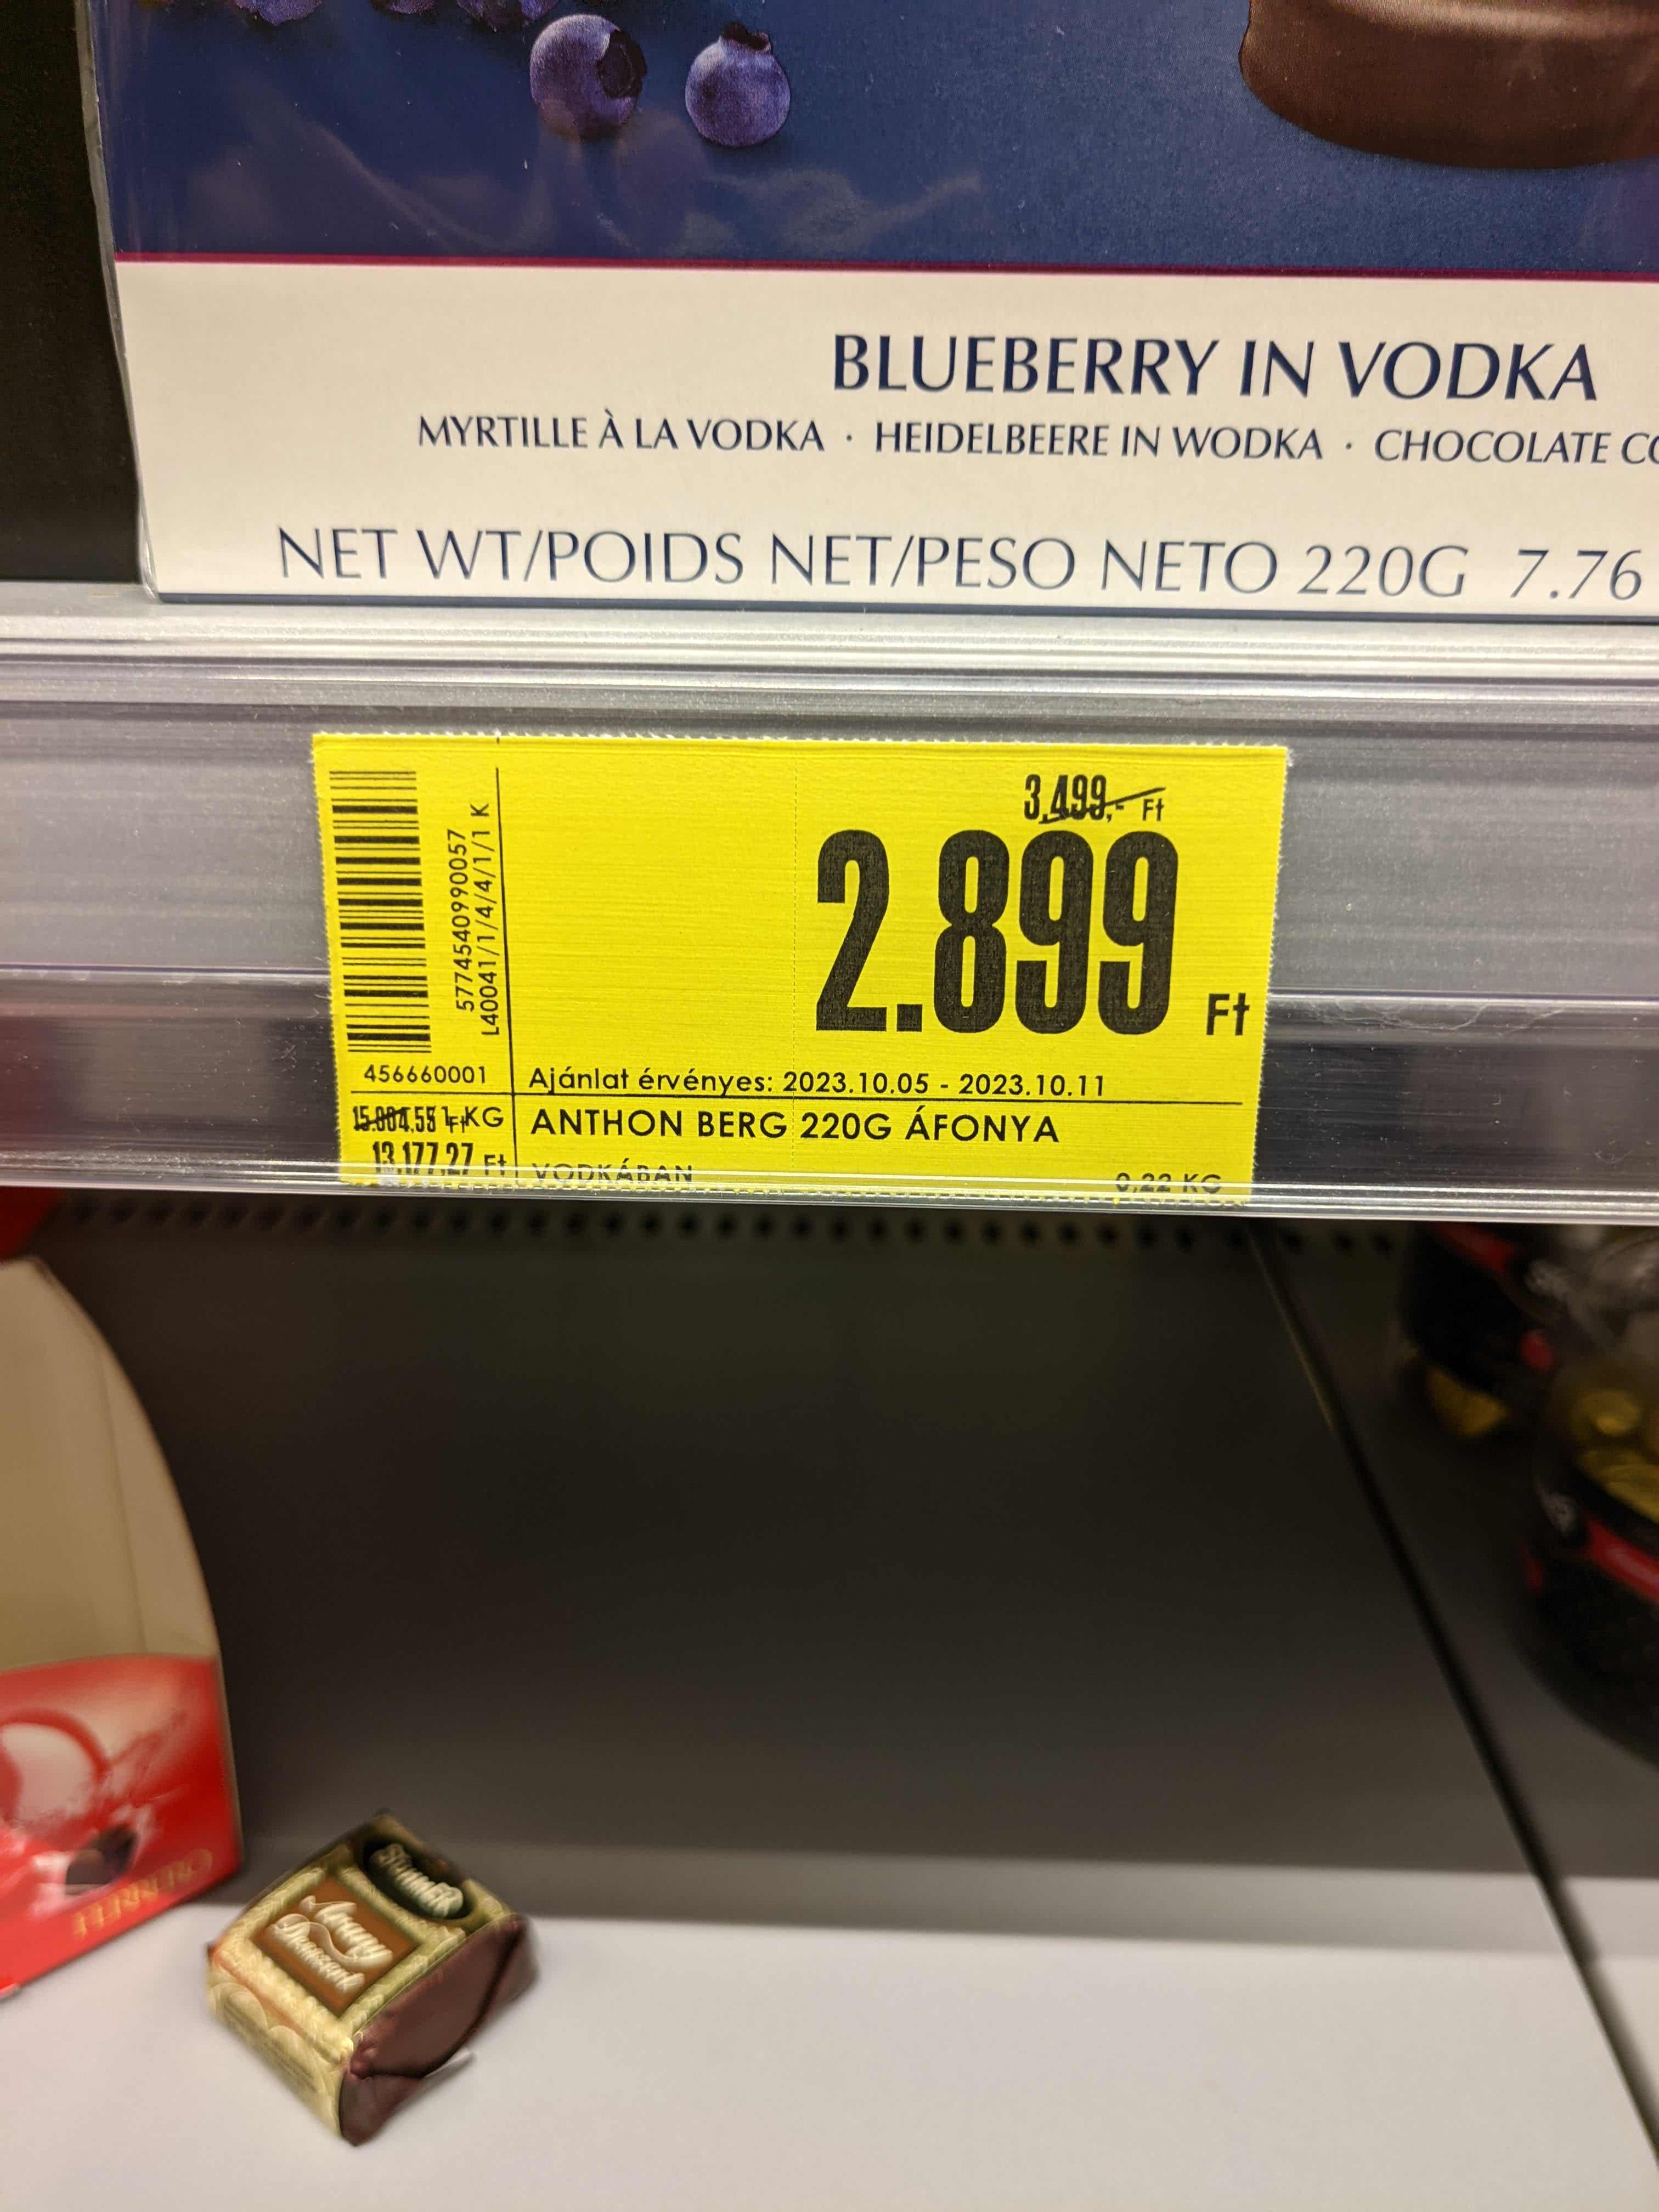 BLUEBERRY IN VODKA
MYRTILLE À LA VODKA · HEIDELBEERE IN WODKA · CHOCOLATE
NET WT/POIDS NET/PESO NETO 220G 7.76
3.499,- Ft
2.899 Ft
5774540990057
L40041/1/4/4/1/1 K
456660001
Ajánlat érvényes: 2023.10.05 - 2023.10.11
15.904,55 Ft KG
13.177,27 Ft
ANTHON BERG 220G ÁFONYA
VODKÁBAN 0,22 KG
FERRERO
Arany